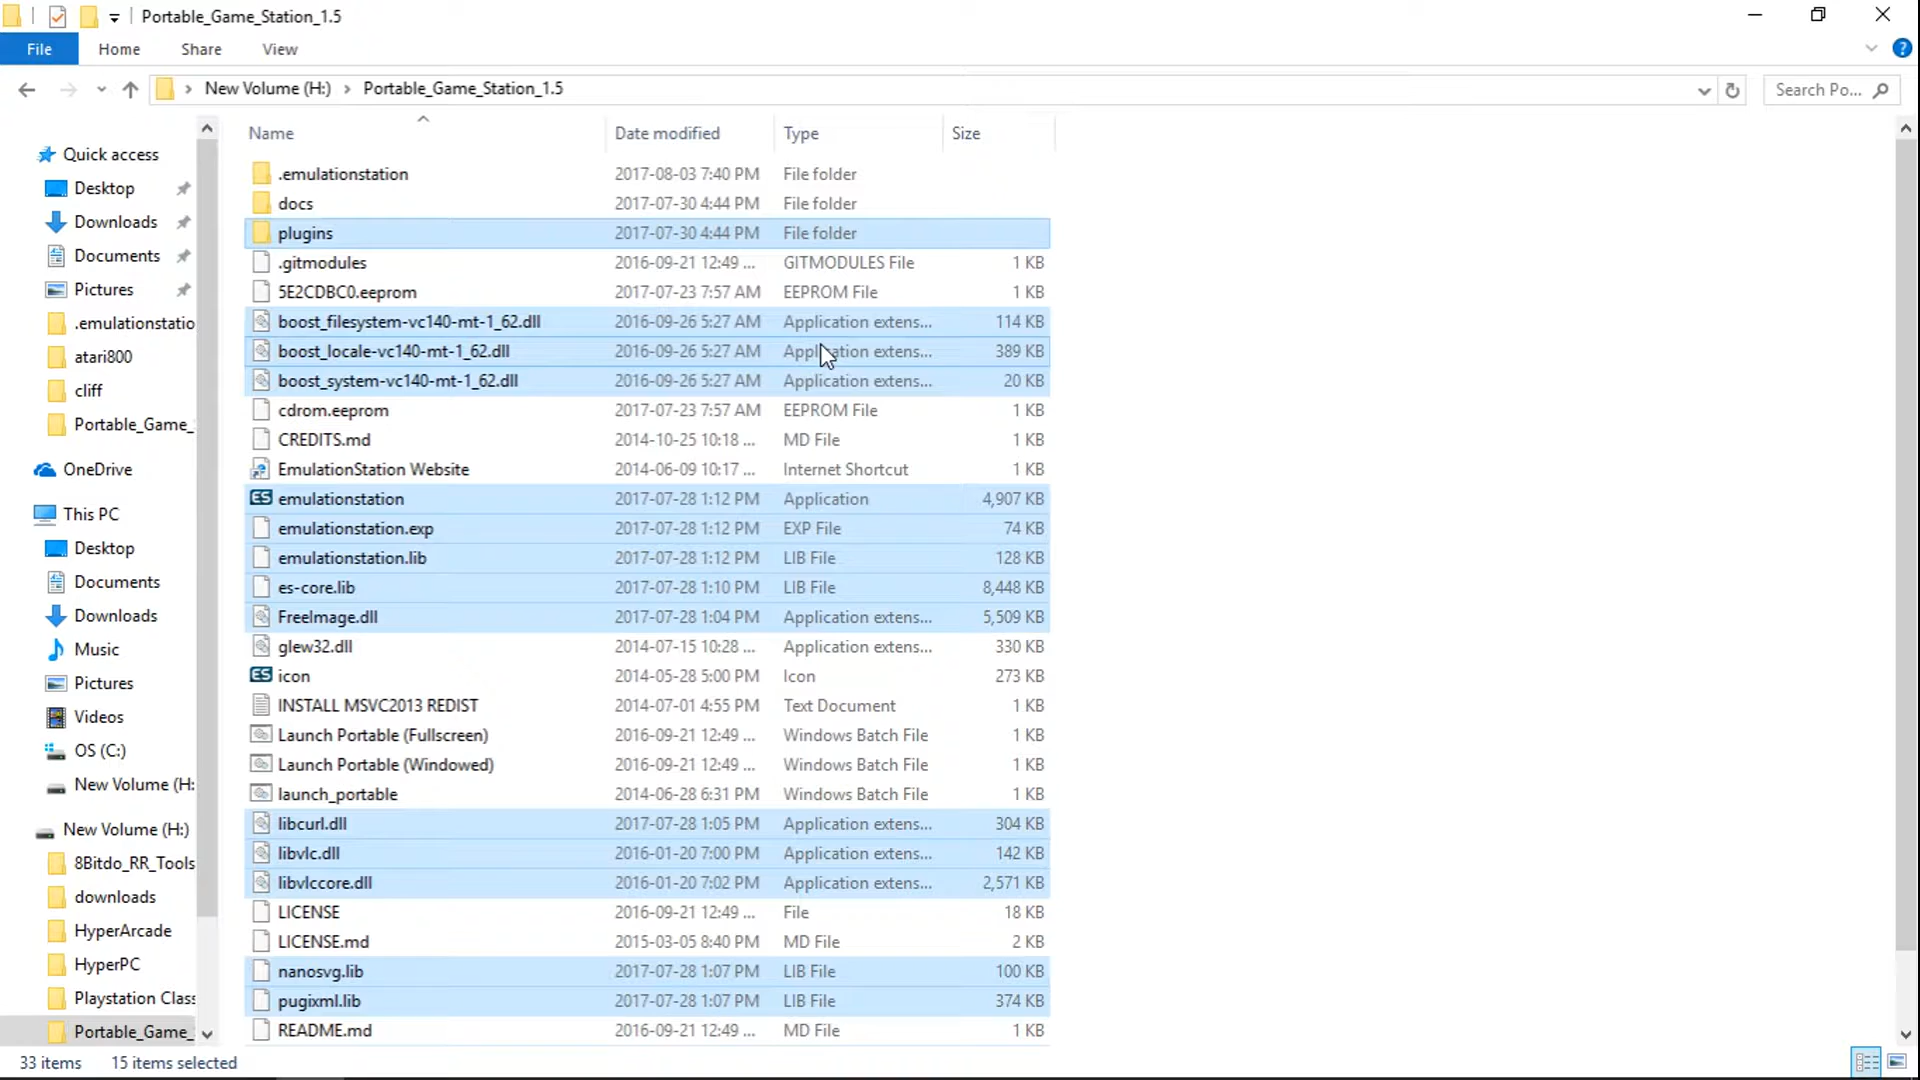 Portable_Game_Station_1.5
File Home Share View
New Volume (H:) Portable_Game_Station_1.5 Search Po...
Quick access
Desktop
Downloads
Documents
Pictures
.emulationstatio
atari800
cliff
Portable_Game_
OneDrive
This PC
Desktop
Documents
Downloads
Music
Pictures
Videos
OS (C:)
New Volume (H:
New Volume (H:)
8Bitdo_RR_Tools
downloads
HyperArcade
HyperPC
Playstation Class
Portable_Game_
Name Date modified Type Size
.emulationstation 2017-08-03 7:40 PM File folder
docs 2017-07-30 4:44 PM File folder
plugins 2017-07-30 4:44 PM File folder
.gitmodules 2016-09-21 12:49 ... GITMODULES File 1 KB
5E2CDBC0.eeprom 2017-07-23 7:57 AM EEPROM File 1 KB
boost_filesystem-vc140-mt-1_62.dll 2016-09-26 5:27 AM Application extens... 114 KB
boost_locale-vc140-mt-1_62.dll 2016-09-26 5:27 AM Application extens... 389 KB
boost_system-vc140-mt-1_62.dll 2016-09-26 5:27 AM Application extens... 20 KB
cdrom.eeprom 2017-07-23 7:57 AM EEPROM File 1 KB
CREDITS.md 2014-10-25 10:18 ... MD File 1 KB
EmulationStation Website 2014-06-09 10:17 ... Internet Shortcut 1 KB
ES emulationstation 2017-07-28 1:12 PM Application 4,907 KB
emulationstation.exp 2017-07-28 1:12 PM EXP File 74 KB
emulationstation.lib 2017-07-28 1:12 PM LIB File 128 KB
es-core.lib 2017-07-28 1:10 PM LIB File 8,448 KB
FreeImage.dll 2017-07-28 1:04 PM Application extens... 5,509 KB
glew32.dll 2014-07-15 10:28 ... Application extens... 330 KB
ES icon 2014-05-28 5:00 PM Icon 273 KB
INSTALL MSVC2013 REDIST 2014-07-01 4:55 PM Text Document 1 KB
Launch Portable (Fullscreen) 2016-09-21 12:49 ... Windows Batch File 1 KB
Launch Portable (Windowed) 2016-09-21 12:49 ... Windows Batch File 1 KB
launch_portable 2014-06-28 6:31 PM Windows Batch File 1 KB
libcurl.dll 2017-07-28 1:05 PM Application extens... 304 KB
libvlc.dll 2016-01-20 7:00 PM Application extens... 142 KB
libvlccore.dll 2016-01-20 7:02 PM Application extens... 2,571 KB
LICENSE 2016-09-21 12:49 ... File 18 KB
LICENSE.md 2015-03-05 8:40 PM MD File 2 KB
nanosvg.lib 2017-07-28 1:07 PM LIB File 100 KB
pugixml.lib 2017-07-28 1:07 PM LIB File 374 KB
README.md 2016-09-21 12:49 ... MD File 1 KB
33 items 15 items selected